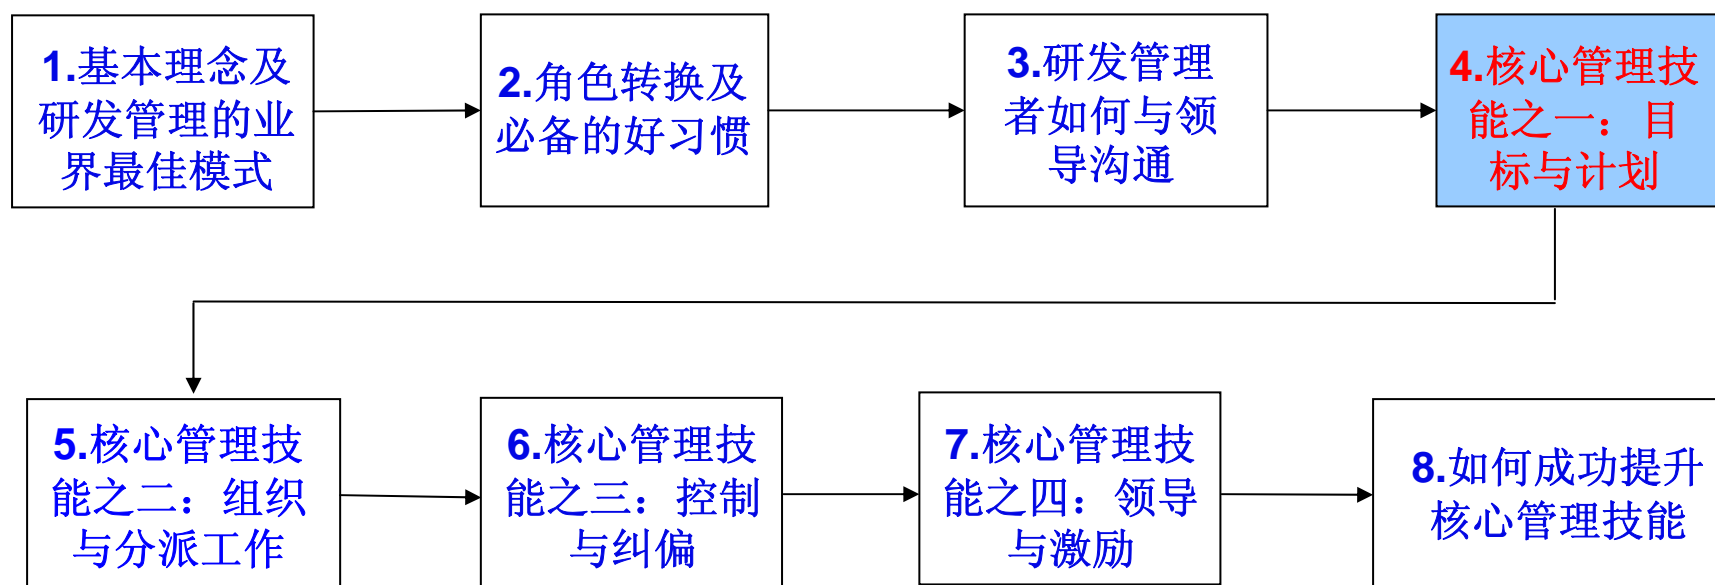 1.基本理念及
研发管理的业
界最佳模式
2.角色转换及
必备的好习惯
3.研发管理
者如何与领
导沟通
4.核心管理技
能之一：目
标与计划
5.核心管理技
能之二：组织
与分派工作
6.核心管理技
能之三：控制
与纠偏
7.核心管理技
能之四：领导
与激励
8.如何成功提升
核心管理技能